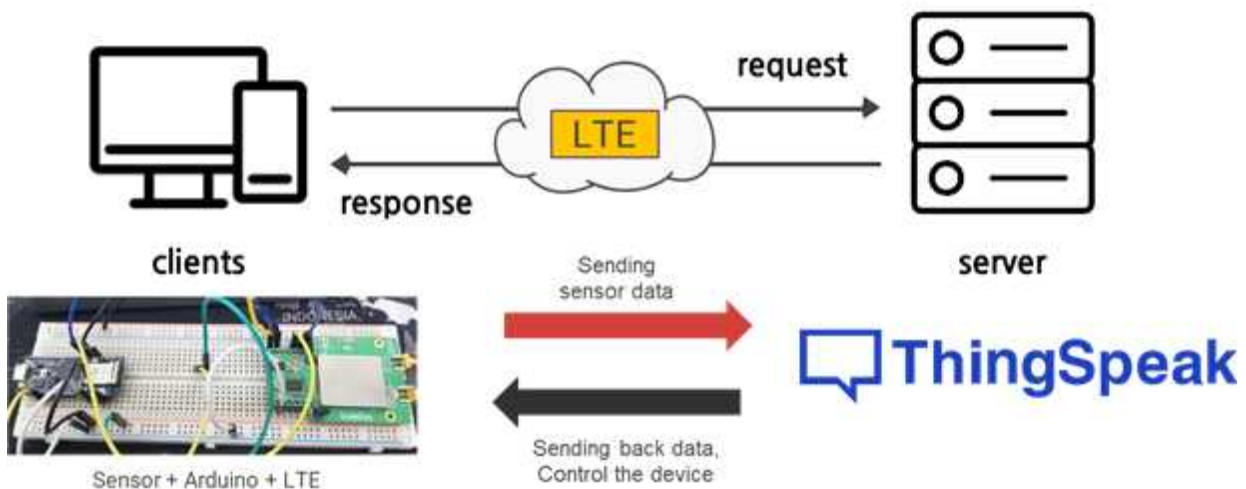 request
LTE
response
clients
server
Sending
sensor data
ThingSpeak
Sending back data,
Control the device
Sensor + Arduino + LTE